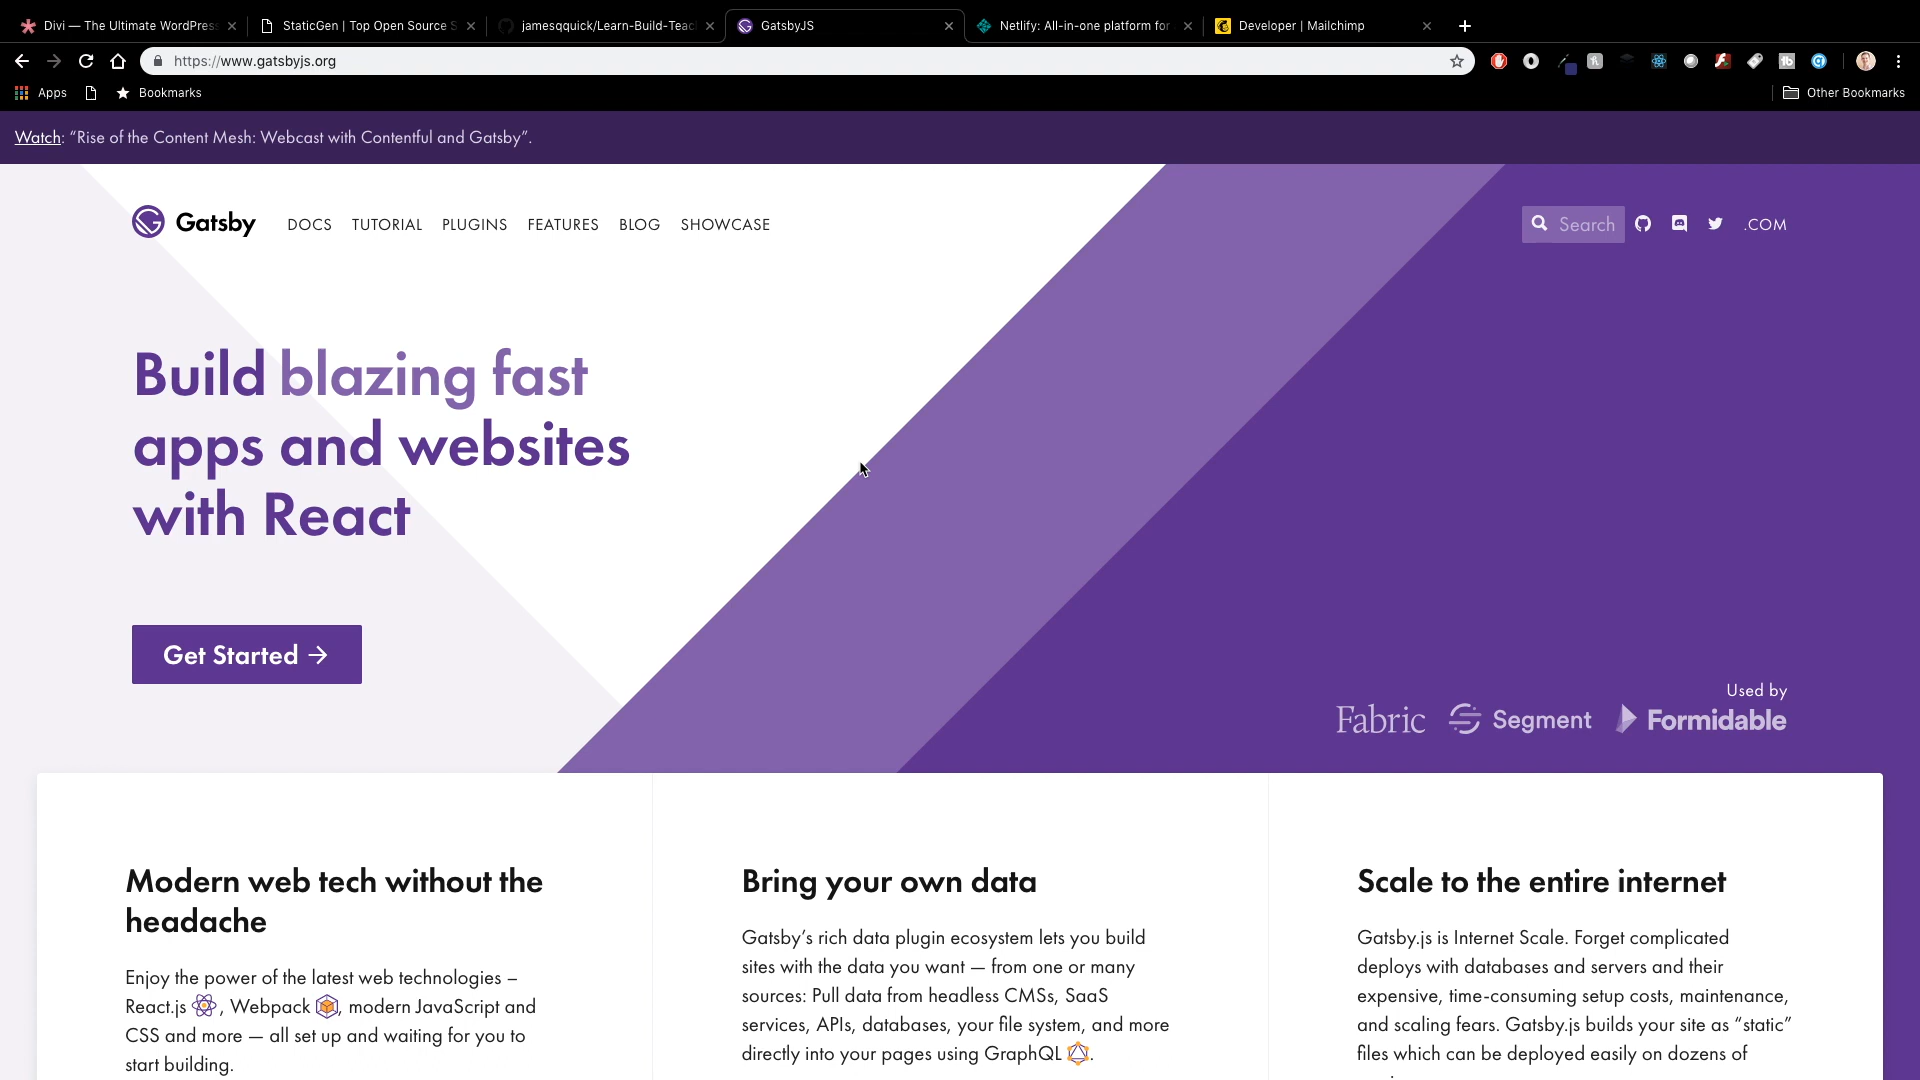 Divi — The Ultimate WordPress
StaticGen | Top Open Source S
jamesqquick/Learn-Build-Teac
GatsbyJS
Netlify: All-in-one platform for
Developer | Mailchimp
https://www.gatsbyjs.org
Apps
Bookmarks
Other Bookmarks
Watch: “Rise of the Content Mesh: Webcast with Contentful and Gatsby”.
Gatsby
DOCS
TUTORIAL
PLUGINS
FEATURES
BLOG
SHOWCASE
Search
.COM
Build blazing fast
apps and websites
with React
Get Started →
Used by
Fabric
Segment
Formidable
Modern web tech without the
headache
Enjoy the power of the latest web technologies –
React.js , Webpack , modern JavaScript and
CSS and more — all set up and waiting for you to
start building.
Bring your own data
Gatsby’s rich data plugin ecosystem lets you build
sites with the data you want — from one or many
sources: Pull data from headless CMSs, SaaS
services, APIs, databases, your file system, and more
directly into your pages using GraphQL .
Scale to the entire internet
Gatsby.js is Internet Scale. Forget complicated
deploys with databases and servers and their
expensive, time-consuming setup costs, maintenance,
and scaling fears. Gatsby.js builds your site as “static”
files which can be deployed easily on dozens of